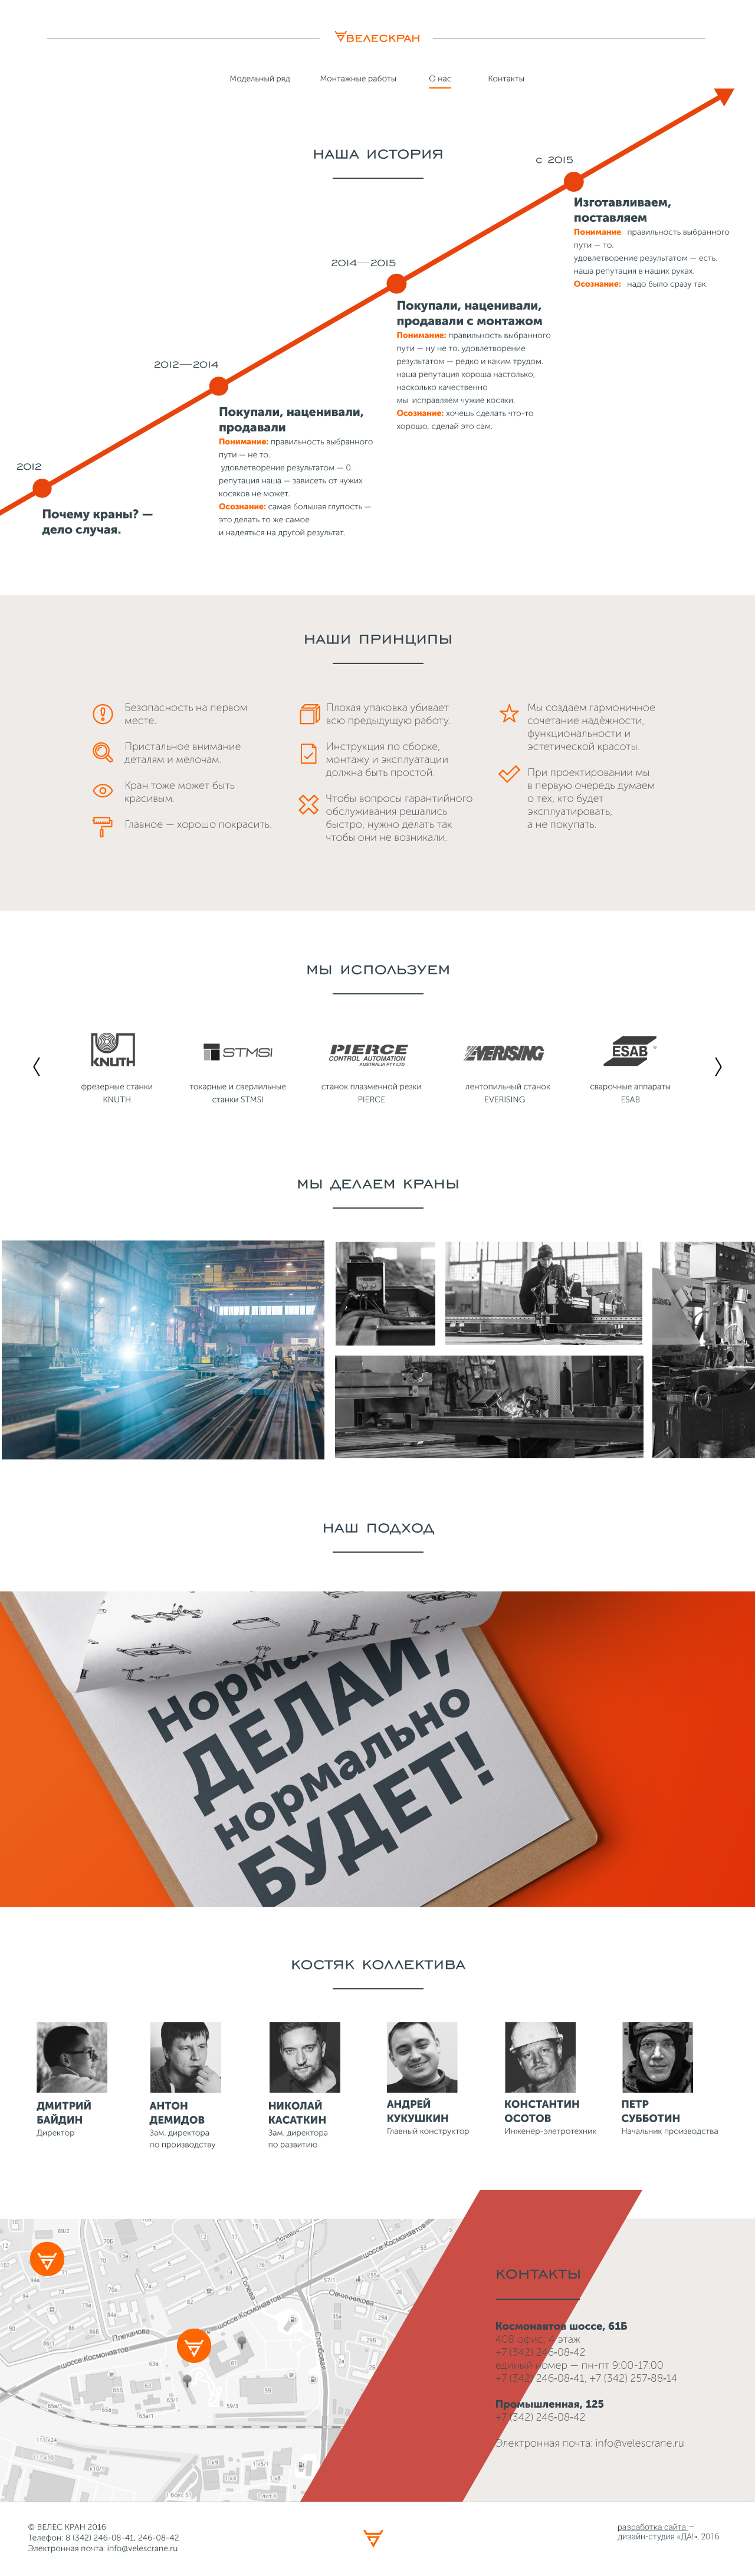 ВЕЛЕСКРАН
Модельный ряд
Монтажные работы
О нас
Контакты
НАША ИСТОРИЯ
2012
Почему краны? —
дело случая.
2012—2014
Покупали, наценивали,
продавали
Понимание: правильность выбранного
пути — не то.
удовлетворение результатом — 0.
репутация наша — зависеть от чужих
косяков не может.
Осознание: самая большая глупость —
это делать то же самое
и надеяться на другой результат.
2014—2015
Покупали, наценивали,
продавали с монтажом
Понимание: правильность выбранного
пути — ну не то. удовлетворение
результатом — редко и каким трудом.
наша репутация хороша настолько,
насколько качественно
мы исправляем чужие косяки.
Осознание: хочешь сделать что-то
хорошо, сделай это сам.
с 2015
Изготавливаем,
поставляем
Понимание правильность выбранного
пути — то.
удовлетворение результатом — есть.
наша репутация в наших руках.
Осознание: надо было сразу так.
НАШИ ПРИНЦИПЫ
Безопасность на первом
месте.
Пристальное внимание
деталям и мелочам.
Кран тоже может быть
красивым.
Главное — хорошо покрасить.
Плохая упаковка убивает
всю предыдущую работу.
Инструкция по сборке,
монтажу и эксплуатации
должна быть простой.
Чтобы вопросы гарантийного
обслуживания решались
быстро, нужно делать так
чтобы они не возникали.
Мы создаем гармоничное
сочетание надёжности,
функциональности и
эстетической красоты.
При проектировании мы
в первую очередь думаем
о тех, кто будет
эксплуатировать,
а не покупать.
МЫ ИСПОЛЬЗУЕМ
KNUTH
фрезерные станки
KNUTH
STMSI
токарные и сверлильные
станки STMSI
PIERCE
CONTROL AUTOMATION
AUSTRALIA PTY LTD
станок плазменной резки
PIERCE
EVERISING
лентопильный станок
EVERISING
ESAB
сварочные аппараты
ESAB
МЫ ДЕЛАЕМ КРАНЫ
НАШ ПОДХОД
Норма
ДЕЛАЙ,
нормально
БУДЕТ!
КОСТЯК КОЛЛЕКТИВА
ДМИТРИЙ
БАЙДИН
Директор
АНТОН
ДЕМИДОВ
Зам. директора
по производству
НИКОЛАЙ
КАСАТКИН
Зам. директора
по развитию
АНДРЕЙ
КУКУШКИН
Главный конструктор
КОНСТАНТИН
ОСОТОВ
Инженер-элетротехник
ПЕТР
СУББОТИН
Начальник производства
шоссе Космонавтов
шоссе Космонавтов
шоссе Космонавтов
Плеханова
Голева
Овчинникова
Столбовая
КОНТАКТЫ
Космонавтов шоссе, 61Б
408 офис, 4 этаж
+7 (342) 246-08-42
единый номер — пн-пт 9:00-17:00
+7 (342) 246-08-41, +7 (342) 257-88-14
Промышленная, 125
+7 (342) 246-08-42
Электронная почта: info@velescrane.ru
© ВЕЛЕС КРАН 2016
Телефон: 8 (342) 246-08-41, 246-08-42
Электронная почта: info@velescrane.ru
разработка сайта —
дизайн-студия «ДА!», 2016